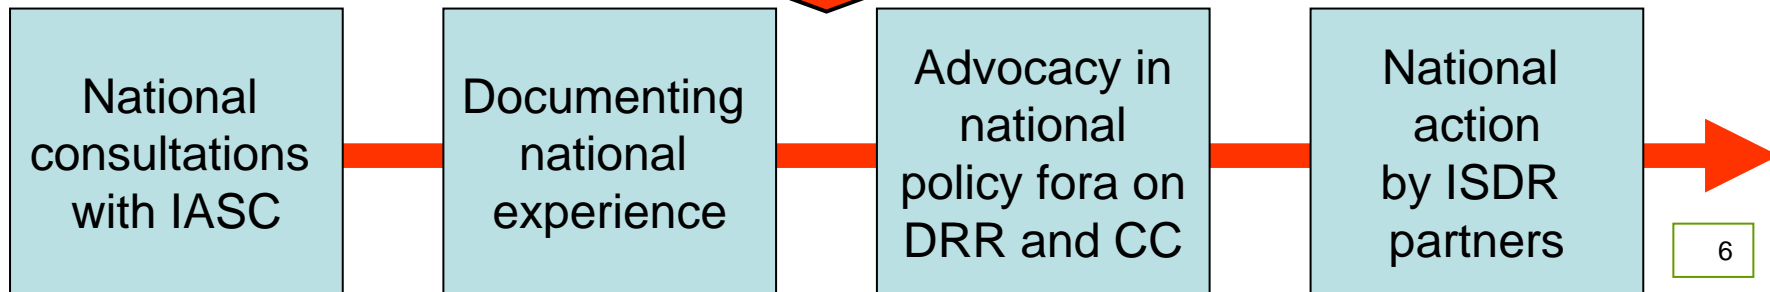 National
consultations
with IASC
Documenting
national
experience
Advocacy in
national
policy fora on
DRR and CC
National
action
by ISDR
partners
6